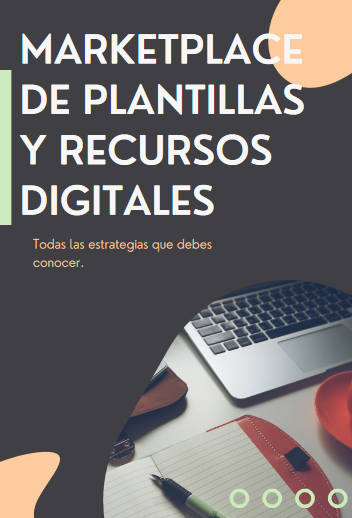 MARKETPLACE
DE PLANTILLAS
Y RECURSOS
DIGITALES
Todas las estrategias que debes
conocer.